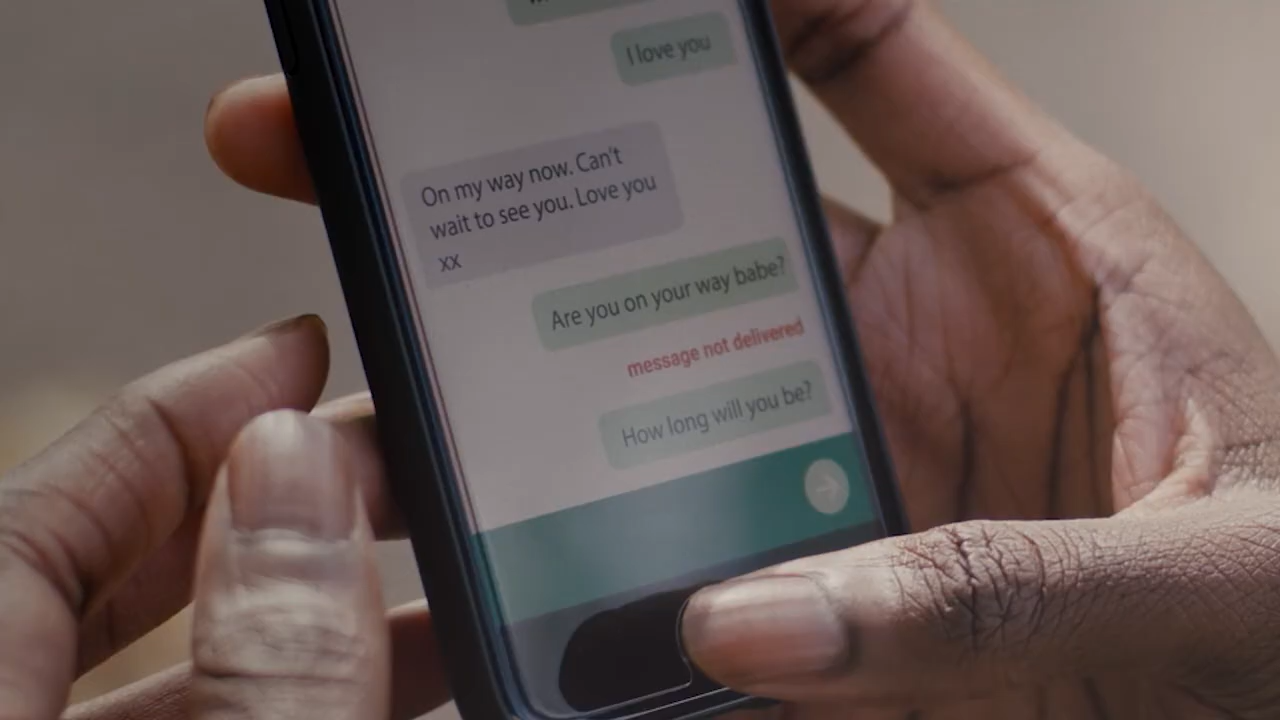 I love you
On my way now. Can't
wait to see you. Love you
xx
Are you on your way babe?
message not delivered
How long will you be?